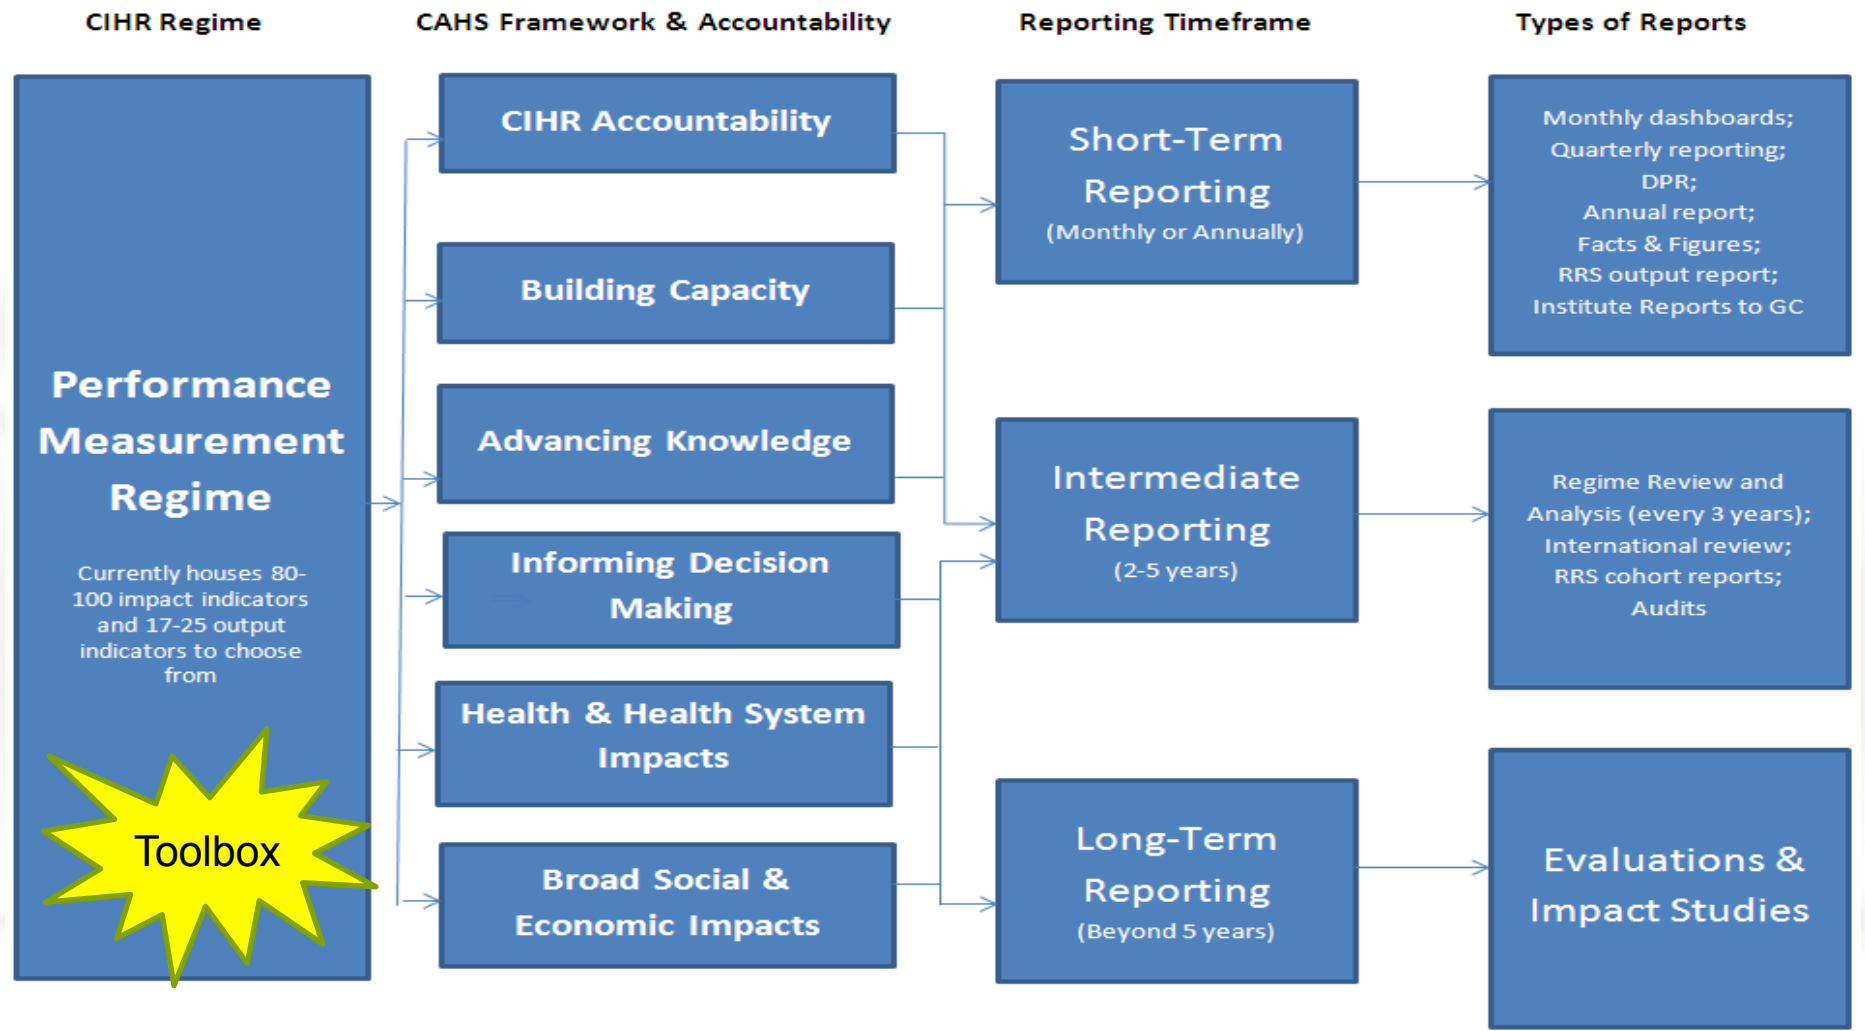 CIHR Regime
CAHS Framework & Accountability
Reporting Timeframe
Types of Reports
Performance
Measurement
Regime
Currently houses 80-
100 impact indicators
and 17-25 output
indicators to choose
from
Toolbox
CIHR Accountability
Building Capacity
Advancing Knowledge
Informing Decision
Making
Health & Health System
Impacts
Broad Social &
Economic Impacts
Short-Term
Reporting
(Monthly or Annually)
Intermediate
Reporting
(2-5 years)
Long-Term
Reporting
(Beyond 5 years)
Monthly dashboards;
Quarterly reporting;
DPR;
Annual report;
Facts & Figures;
RRS output report;
Institute Reports to GC
Regime Review and
Analysis (every 3 years);
International review;
RRS cohort reports;
Audits
Evaluations &
Impact Studies